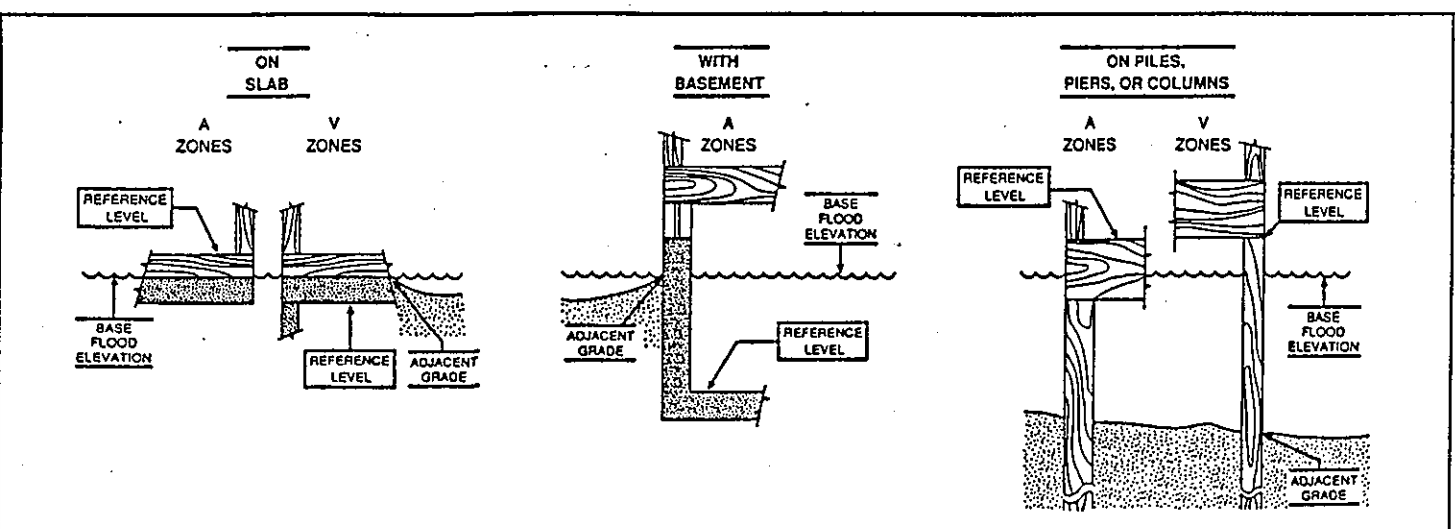 ON
SLAB
A
ZONES
V
ZONES
REFERENCE
LEVEL
BASE
FLOOD
ELEVATION
REFERENCE
LEVEL
ADJACENT
GRADE
WITH
BASEMENT
A
ZONES
BASE
FLOOD
ELEVATION
ADJACENT
GRADE
REFERENCE
LEVEL
ON PILES,
PIERS, OR COLUMNS
A
ZONES
V
ZONES
REFERENCE
LEVEL
REFERENCE
LEVEL
BASE
FLOOD
ELEVATION
ADJACENT
GRADE